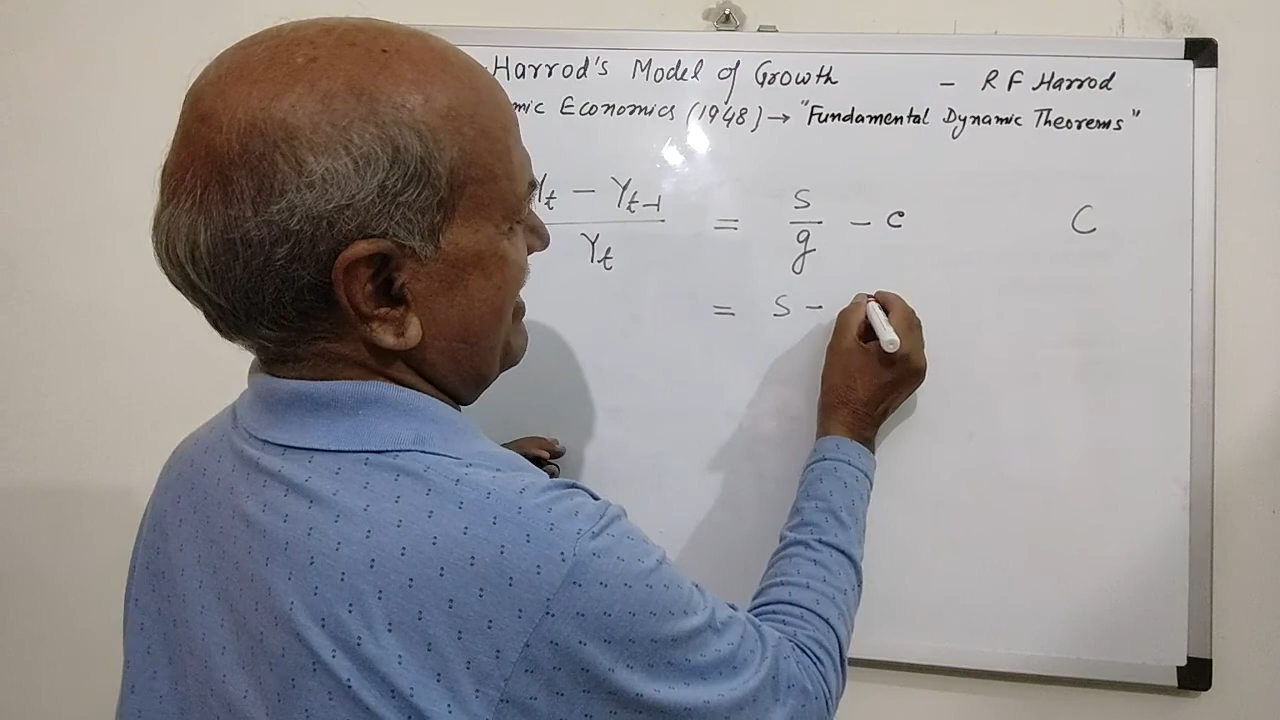 Harrod's Model of Growth - R F Harrod
mic Economics (1948) → "Fundamental Dynamic Theorems"
Yt - Yt-1 / Yt = s/g - c C
= s -